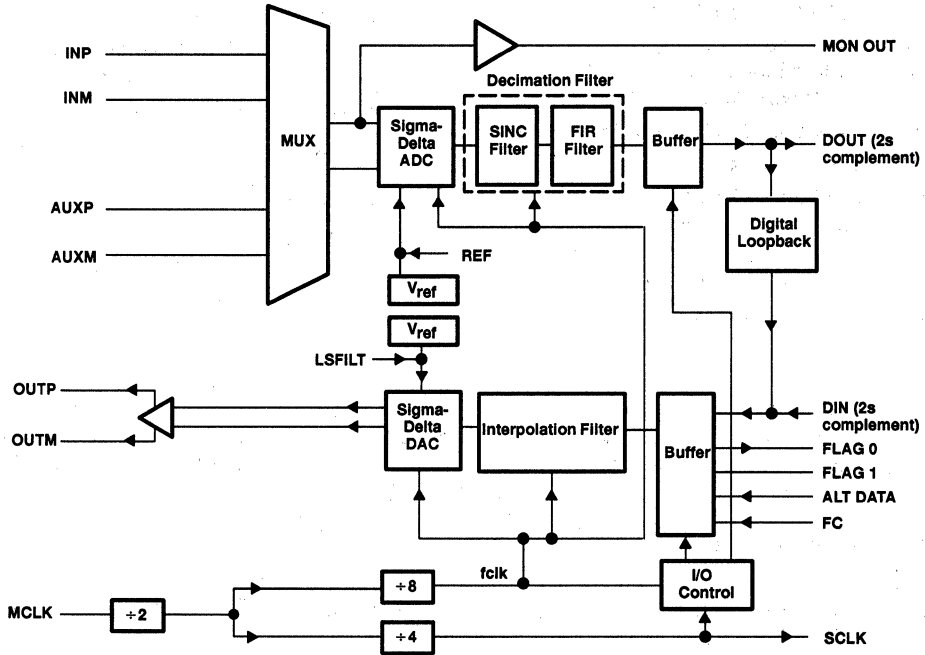 INP
INM
AUXP
AUXM
MUX
MON OUT
Decimation Filter
Sigma-
Delta
ADC
SINC
Filter
FIR
Filter
Buffer
DOUT (2s
complement)
Digital
Loopback
REF
Vref
Vref
LSFILT
OUTP
OUTM
Sigma-
Delta
DAC
Interpolation Filter
Buffer
DIN (2s
complement)
FLAG 0
FLAG 1
ALT DATA
FC
fclk
I/O
Control
MCLK
÷2
÷8
÷4
SCLK